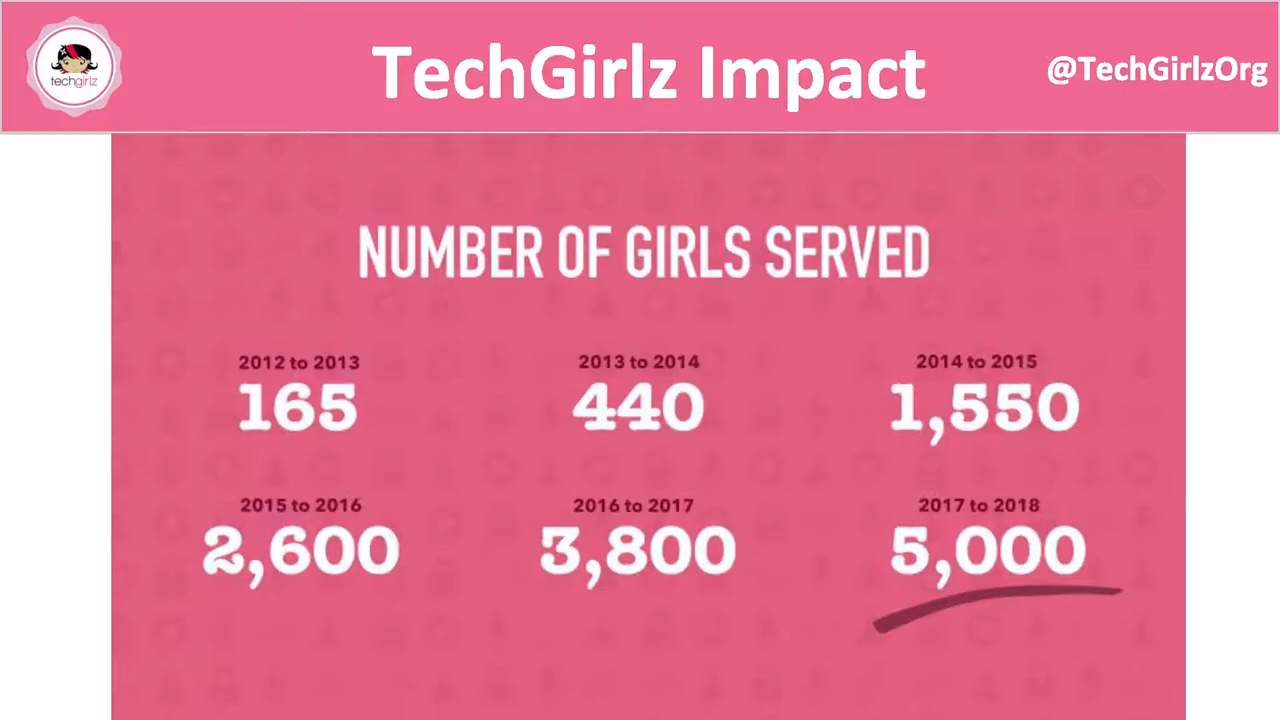 techgirlz
TechGirlz Impact
@TechGirlzOrg
NUMBER OF GIRLS SERVED
2012 to 2013
165
2013 to 2014
440
2014 to 2015
1,550
2015 to 2016
2,600
2016 to 2017
3,800
2017 to 2018
5,000